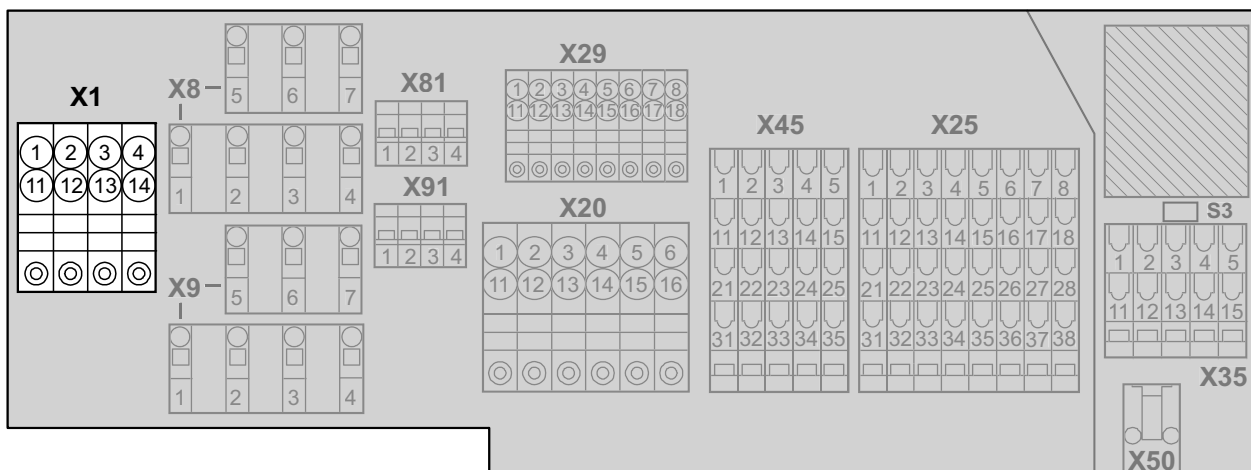 X1
1 2 3 4
11 12 13 14
X8
5 6 7
1 2 3 4
X9
5 6 7
1 2 3 4
X81
1 2 3 4
X91
1 2 3 4
X29
1 2 3 4 5 6 7 8
11 12 13 14 15 16 17 18
X20
1 2 3 4 5 6
11 12 13 14 15 16
X45
1 2 3 4 5
11 12 13 14 15
21 22 23 24 25
31 32 33 34 35
X25
1 2 3 4 5 6 7 8
11 12 13 14 15 16 17 18
21 22 23 24 25 26 27 28
31 32 33 34 35 36 37 38
S3
1 2 3 4 5
11 12 13 14 15
X35
X50